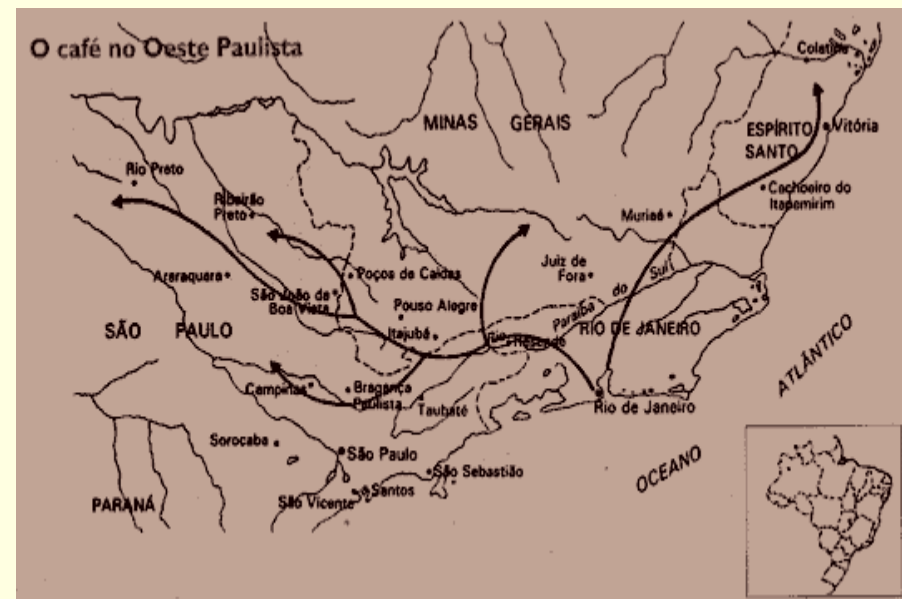 O café no Oeste Paulista
Colatina
MINAS GERAIS
ESPÍRITO
SANTO
Vitória
Rio Preto
Ribeirão
Preto
Cachoeiro do
Itapemirim
Muriaé
Juiz de
Fora
Araraquara
Poços de Caldas
São João da
Boa Vista
Pouso Alegre
Rio Paraíba do Sul
SÃO PAULO
Itajubá
Resende
RIO DE JANEIRO
ATLÂNTICO
Campinas
Bragança
Paulista
Taubaté
Rio de Janeiro
Sorocaba
São Paulo
São Sebastião
OCEANO
PARANÁ
São Vicente
Santos